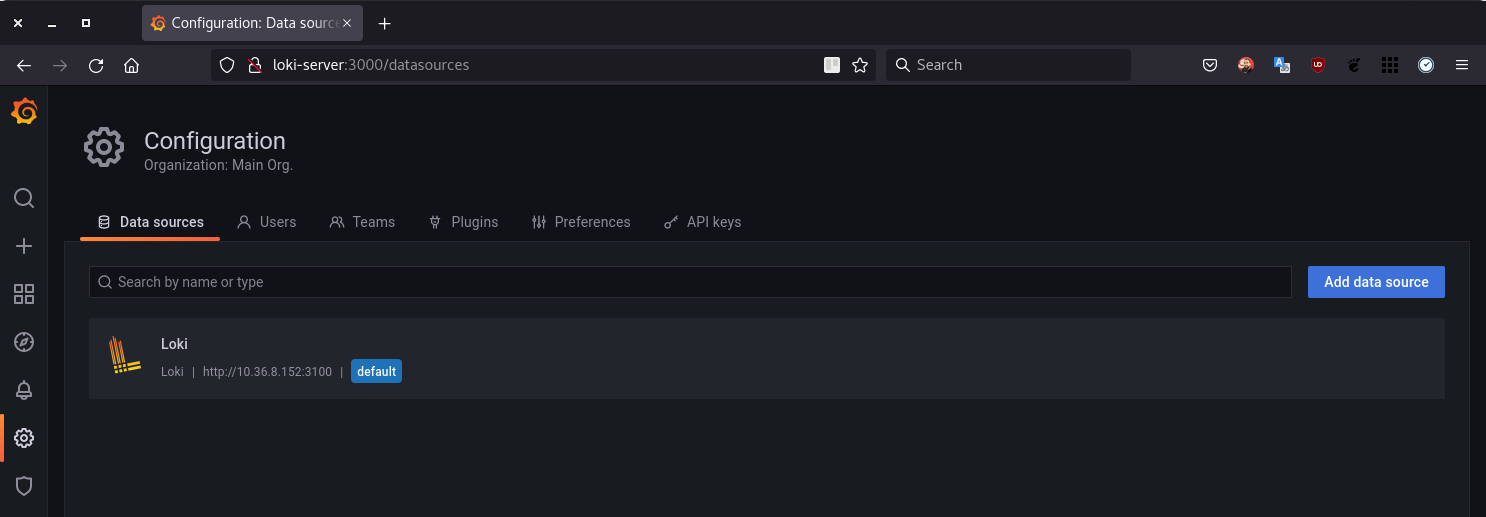 Configuration: Data sourc
loki-server:3000/datasources
Search
Configuration
Organization: Main Org.
Data sources
Users
Teams
Plugins
Preferences
API keys
Search by name or type
Add data source
Loki
Loki | http://10.36.8.152:3100 | default